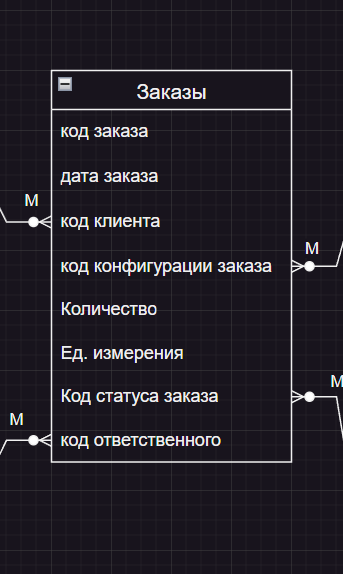 Заказы
код заказа
дата заказа
М
код клиента
М
код конфигурации заказа
Количество
Ед. измерения
М
Код статуса заказа
М
код ответственного